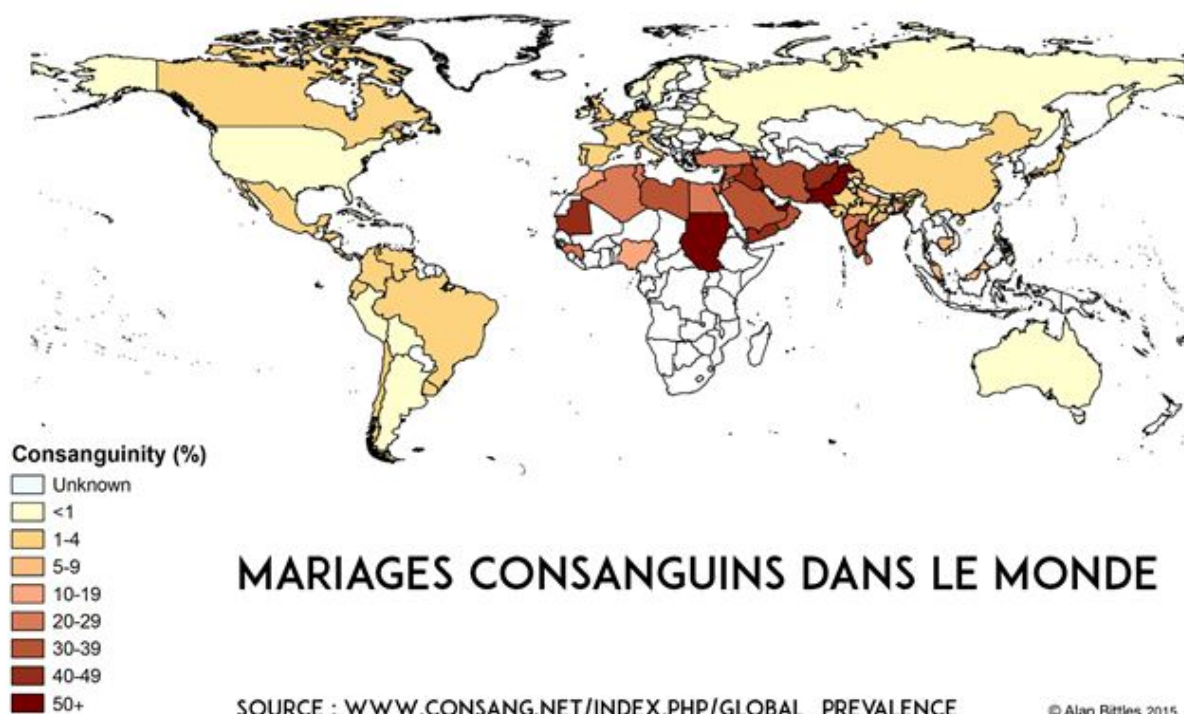 Consanguinity (%)
Unknown
<1
1-4
5-9
10-19
20-29
30-39
40-49
50+
MARIAGES CONSANGUINS DANS LE MONDE
SOURCE : WWW.CONSANG.NET/INDEX.PHP/GLOBAL_PREVALENCE
© Alan Bittles 2015